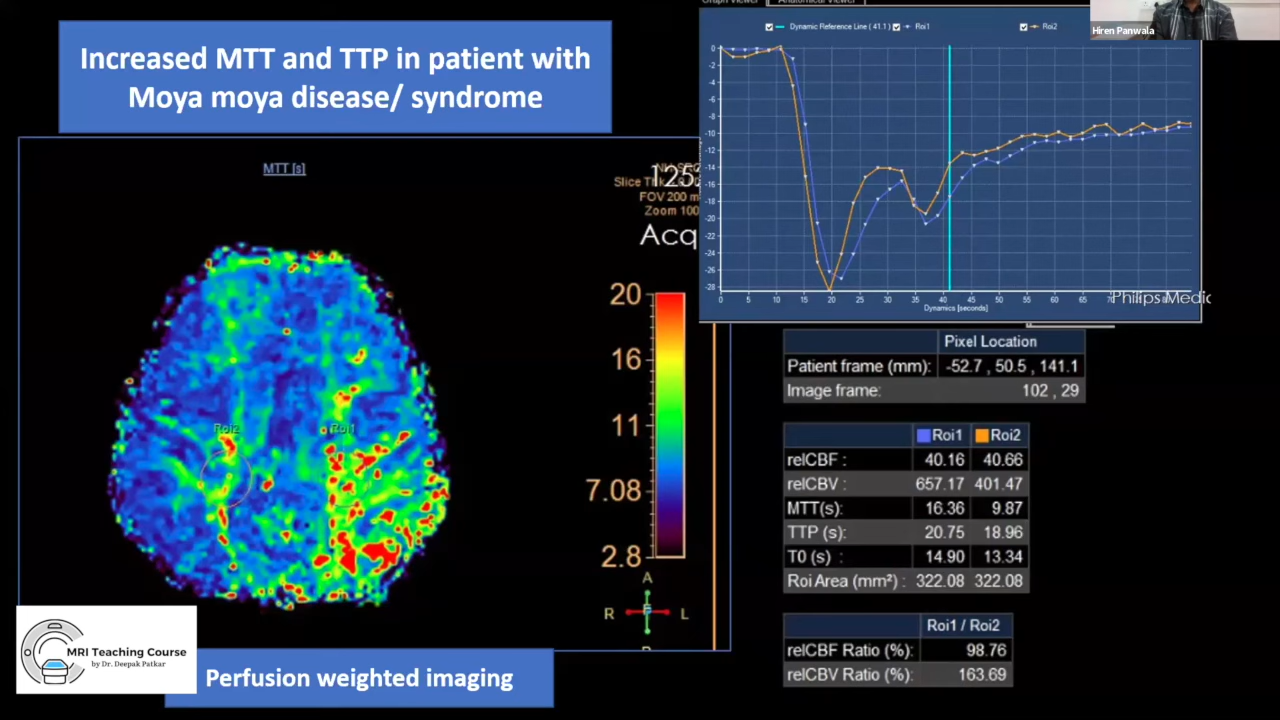 Increased MTT and TTP in patient with
Moya moya disease/ syndrome
Graph Viewer
Anatomical Viewer
Dynamic Reference Line ( 41.1 ) Roi1 Roi2
Hiren Panwala
0
-2
-4
-6
-8
-10
-12
-14
-16
-18
-20
-22
-24
-26
-28
0 5 10 15 20 25 30 35 40 45 50 55 60 65
Dynamics [seconds]
Philips Medic
MTT [s]
125
Slice Thk
FOV 200 m
Zoom 100
Acq
20
16
11
7.08
2.8
Roi2 Roi1
A
R F L
Pixel Location
Patient frame (mm): -52.7 , 50.5 , 141.1
Image frame: 102 , 29
Roi1 Roi2
relCBF : 40.16 40.66
relCBV : 657.17 401.47
MTT(s): 16.36 9.87
TTP (s): 20.75 18.96
T0 (s) : 14.90 13.34
Roi Area (mm²) : 322.08 322.08
Roi1 / Roi2
relCBF Ratio (%): 98.76
relCBV Ratio (%): 163.69
MRI Teaching Course
by Dr. Deepak Patkar
Perfusion weighted imaging